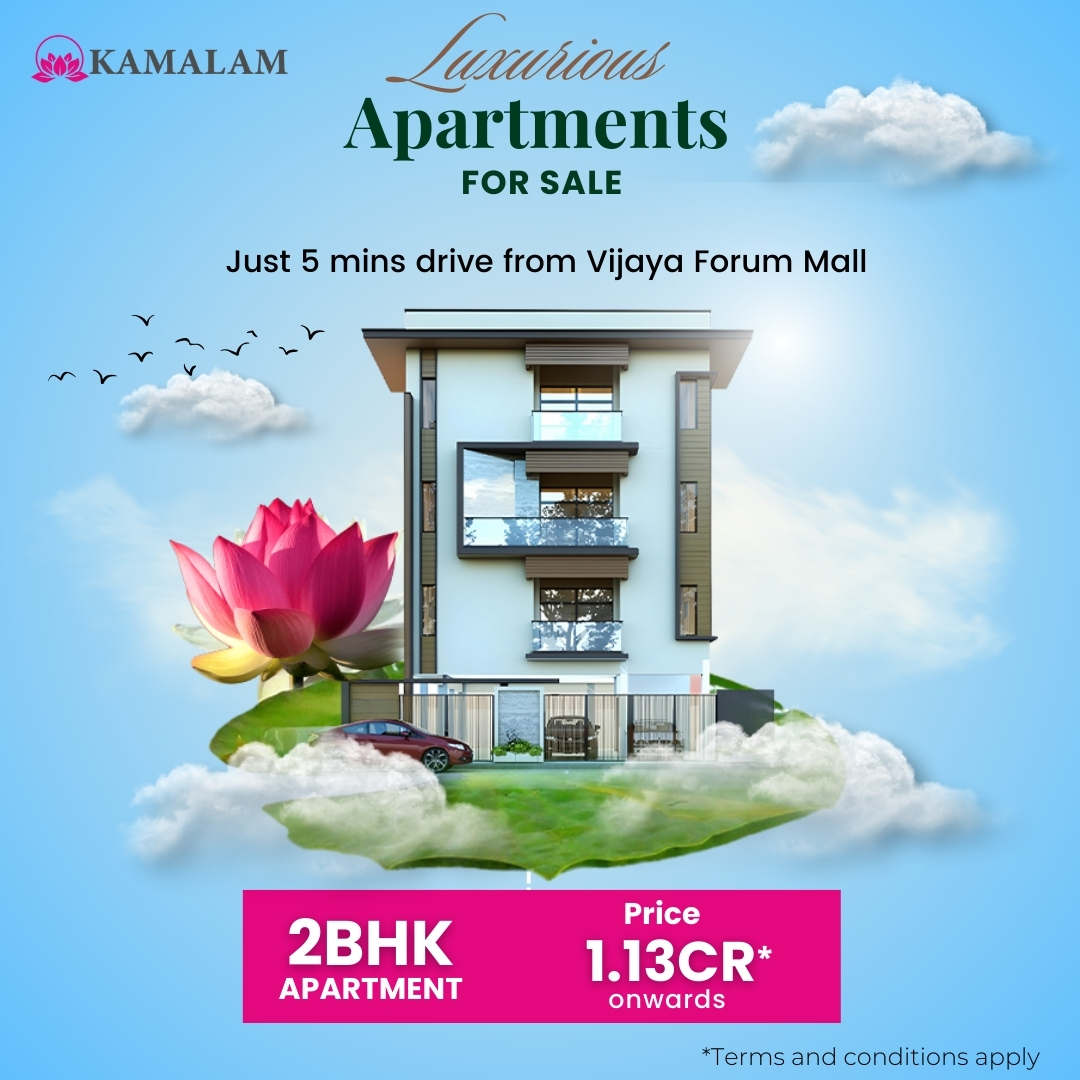 KAMALAM
Luxurious
Apartments
FOR SALE
Just 5 mins drive from Vijaya Forum Mall
2BHK
APARTMENT
Price
1.13CR*
onwards
*Terms and conditions apply